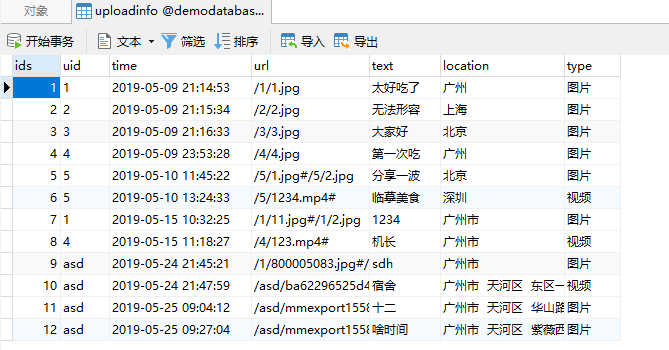 对象 uploadinfo @demodatabas...
开始事务 文本 筛选 排序 导入 导出
ids uid time url text location type
1 1 2019-05-09 21:14:53 /1/1.jpg 太好吃了 广州 图片
2 2 2019-05-09 21:15:34 /2/2.jpg 无法形容 上海 图片
3 3 2019-05-09 21:16:33 /3/3.jpg 大家好 北京 图片
4 4 2019-05-09 23:53:28 /4/4.jpg 第一次吃 广州 图片
5 5 2019-05-10 11:45:22 /5/1.jpg#/5/2.jpg 分享一波 北京 图片
6 5 2019-05-10 13:24:33 /5/1234.mp4# 临摹美食 深圳 视频
7 1 2019-05-15 10:32:25 /1/11.jpg#/1/2.jpg 1234 广州市 图片
8 4 2019-05-15 11:18:27 /4/123.mp4# 机长 广州市 视频
9 asd 2019-05-24 21:45:21 /1/800005083.jpg#/ sdh 广州市 图片
10 asd 2019-05-24 21:47:59 /asd/ba62296525d4 宿舍 广州市 天河区 东区一 视频
11 asd 2019-05-25 09:04:12 /asd/mmexport1558 十二 广州市 天河区 华山路 图片
12 asd 2019-05-25 09:27:04 /asd/mmexport1558 啥时间 广州市 天河区 紫薇西 图片